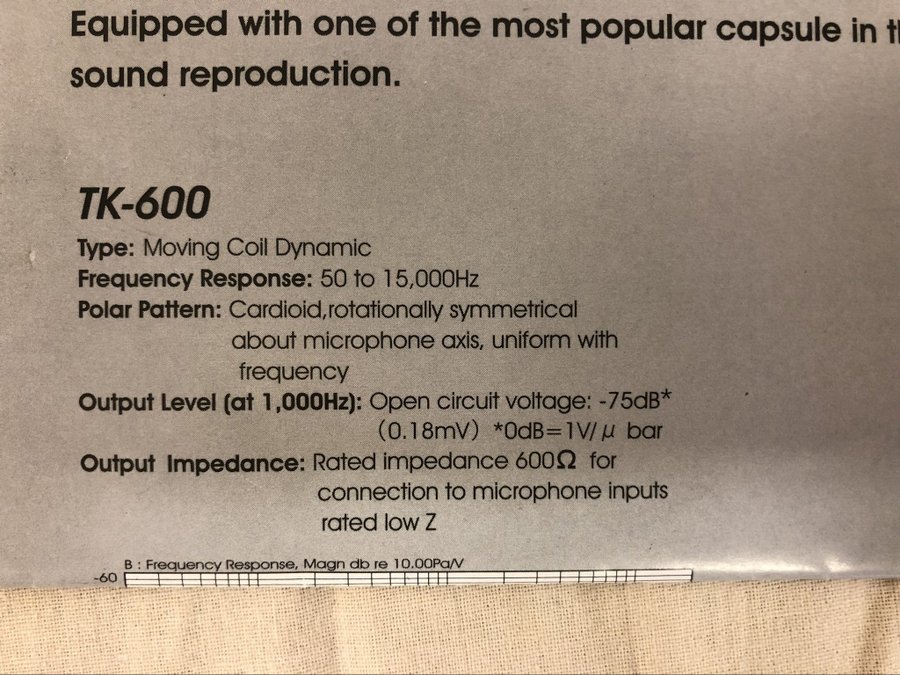 Equipped with one of the most popular capsule in
sound reproduction.
TK-600
Type: Moving Coil Dynamic
Frequency Response: 50 to 15,000Hz
Polar Pattern: Cardioid,rotationally symmetrical
about microphone axis, uniform with
frequency
Output Level (at 1,000Hz): Open circuit voltage: -75dB*
(0.18mV) *0dB=1V/μ bar
Output Impedance: Rated impedance 600Ω for
connection to microphone inputs
rated low Z
B : Frequency Response, Magn db re 10.00Pa/V
-60